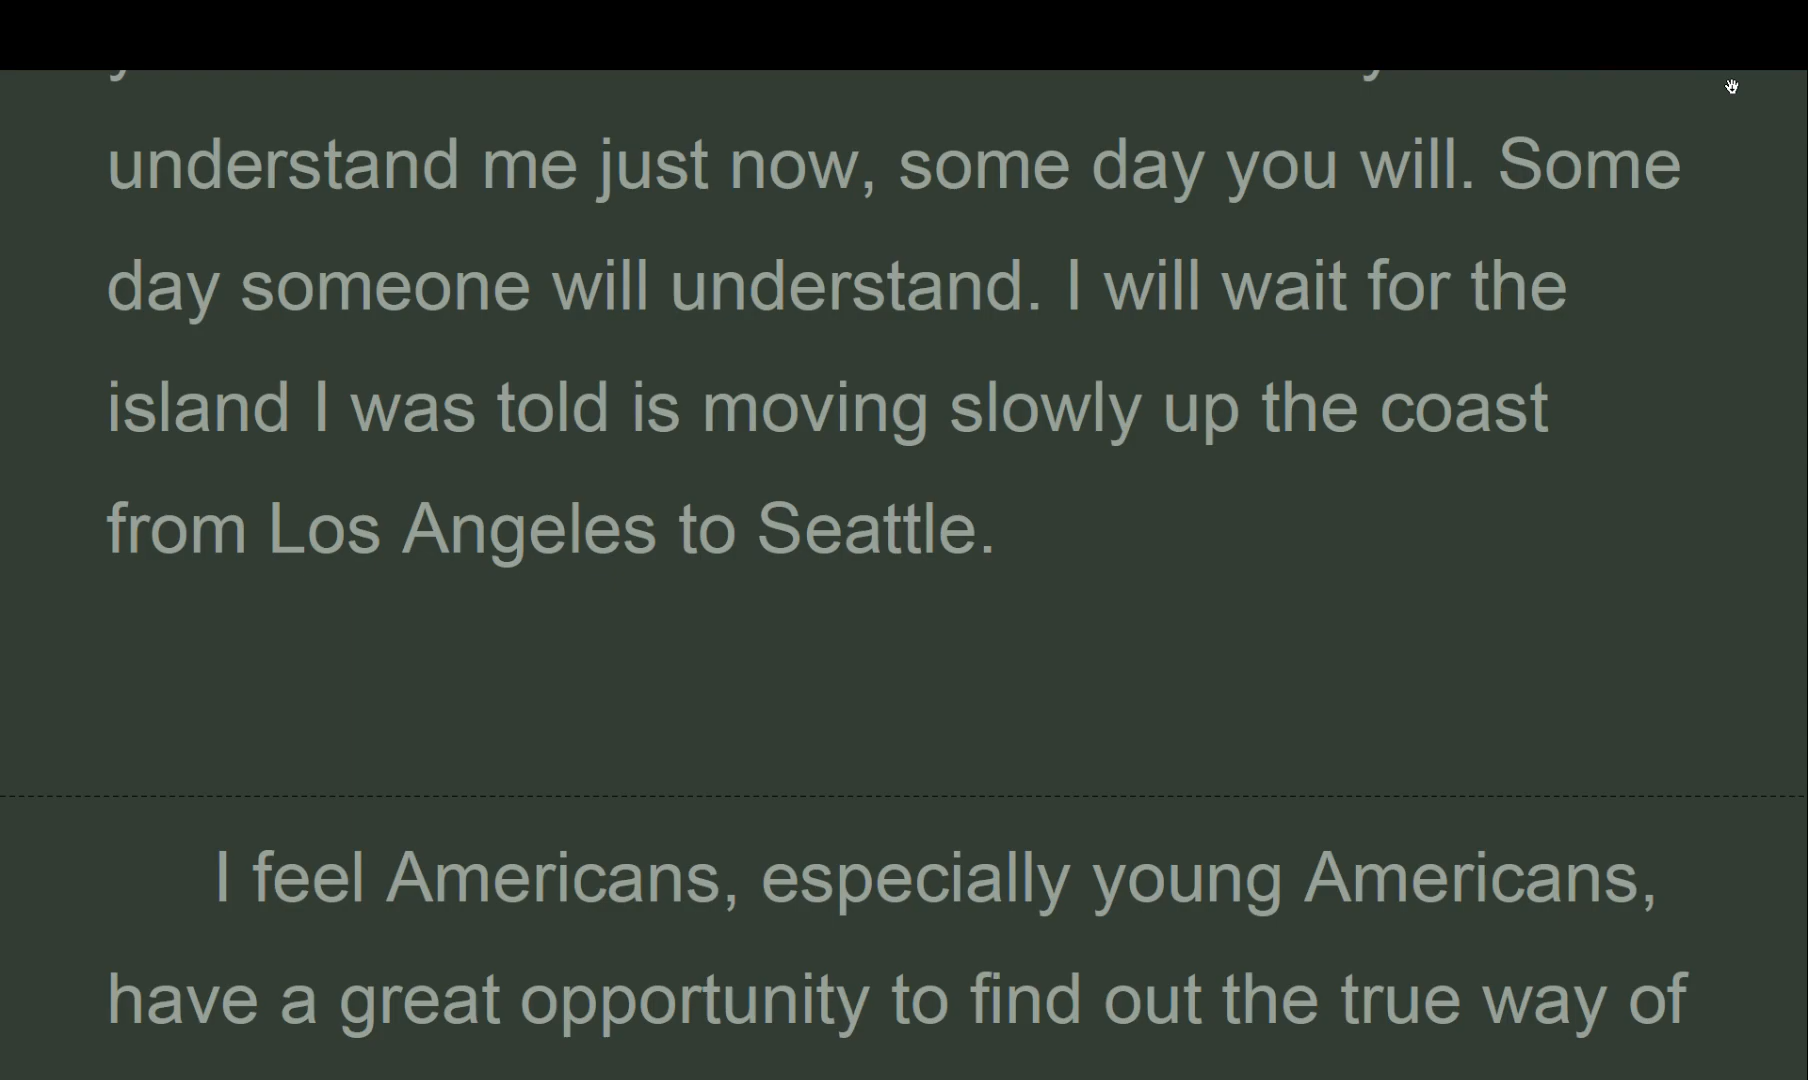 understand me just now, some day you will. Some
day someone will understand. I will wait for the
island I was told is moving slowly up the coast
from Los Angeles to Seattle.
I feel Americans, especially young Americans,
have a great opportunity to find out the true way of